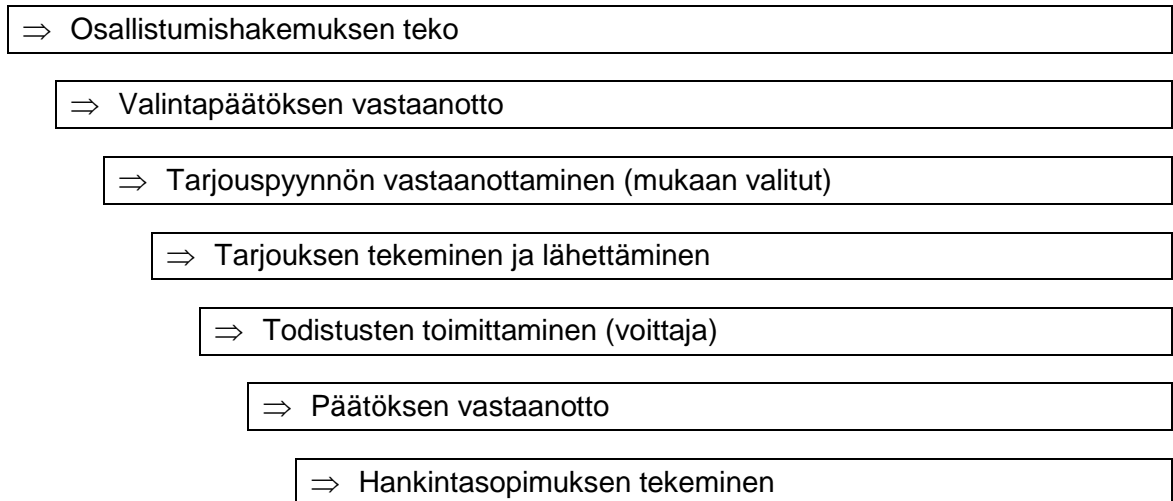 ⇒ Osallistumishakemuksen teko
⇒ Valintapäätöksen vastaanotto
⇒ Tarjouspyynnön vastaanottaminen (mukaan valitut)
⇒ Tarjouksen tekeminen ja lähettäminen
⇒ Todistusten toimittaminen (voittaja)
⇒ Päätöksen vastaanotto
⇒ Hankintasopimuksen tekeminen